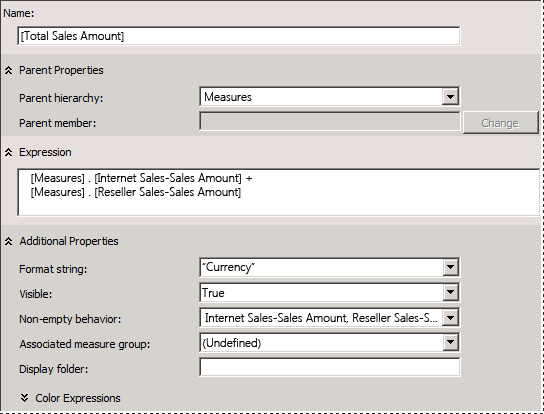 Name:
[Total Sales Amount]
Parent Properties
Parent hierarchy: Measures
Parent member: Change
Expression
[Measures] . [Internet Sales-Sales Amount] +
[Measures] . [Reseller Sales-Sales Amount]
Additional Properties
Format string: "Currency"
Visible: True
Non-empty behavior: Internet Sales-Sales Amount, Reseller Sales-S...
Associated measure group: (Undefined)
Display folder:
Color Expressions